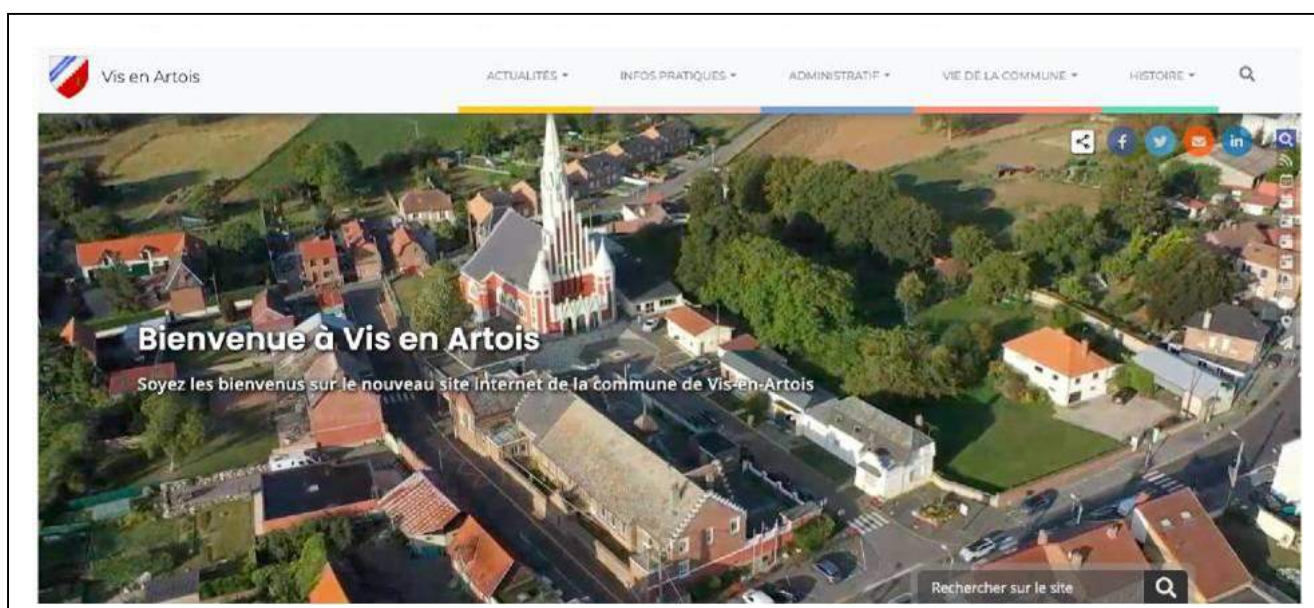 Vis en Artois
ACTUALITÉS
INFOS PRATIQUES
ADMINISTRATIF
VIE DE LA COMMUNE
HISTOIRE
f
in
Bienvenue à Vis en Artois
Soyez les bienvenus sur le nouveau site internet de la commune de Vis-en-Artois
Rechercher sur le site